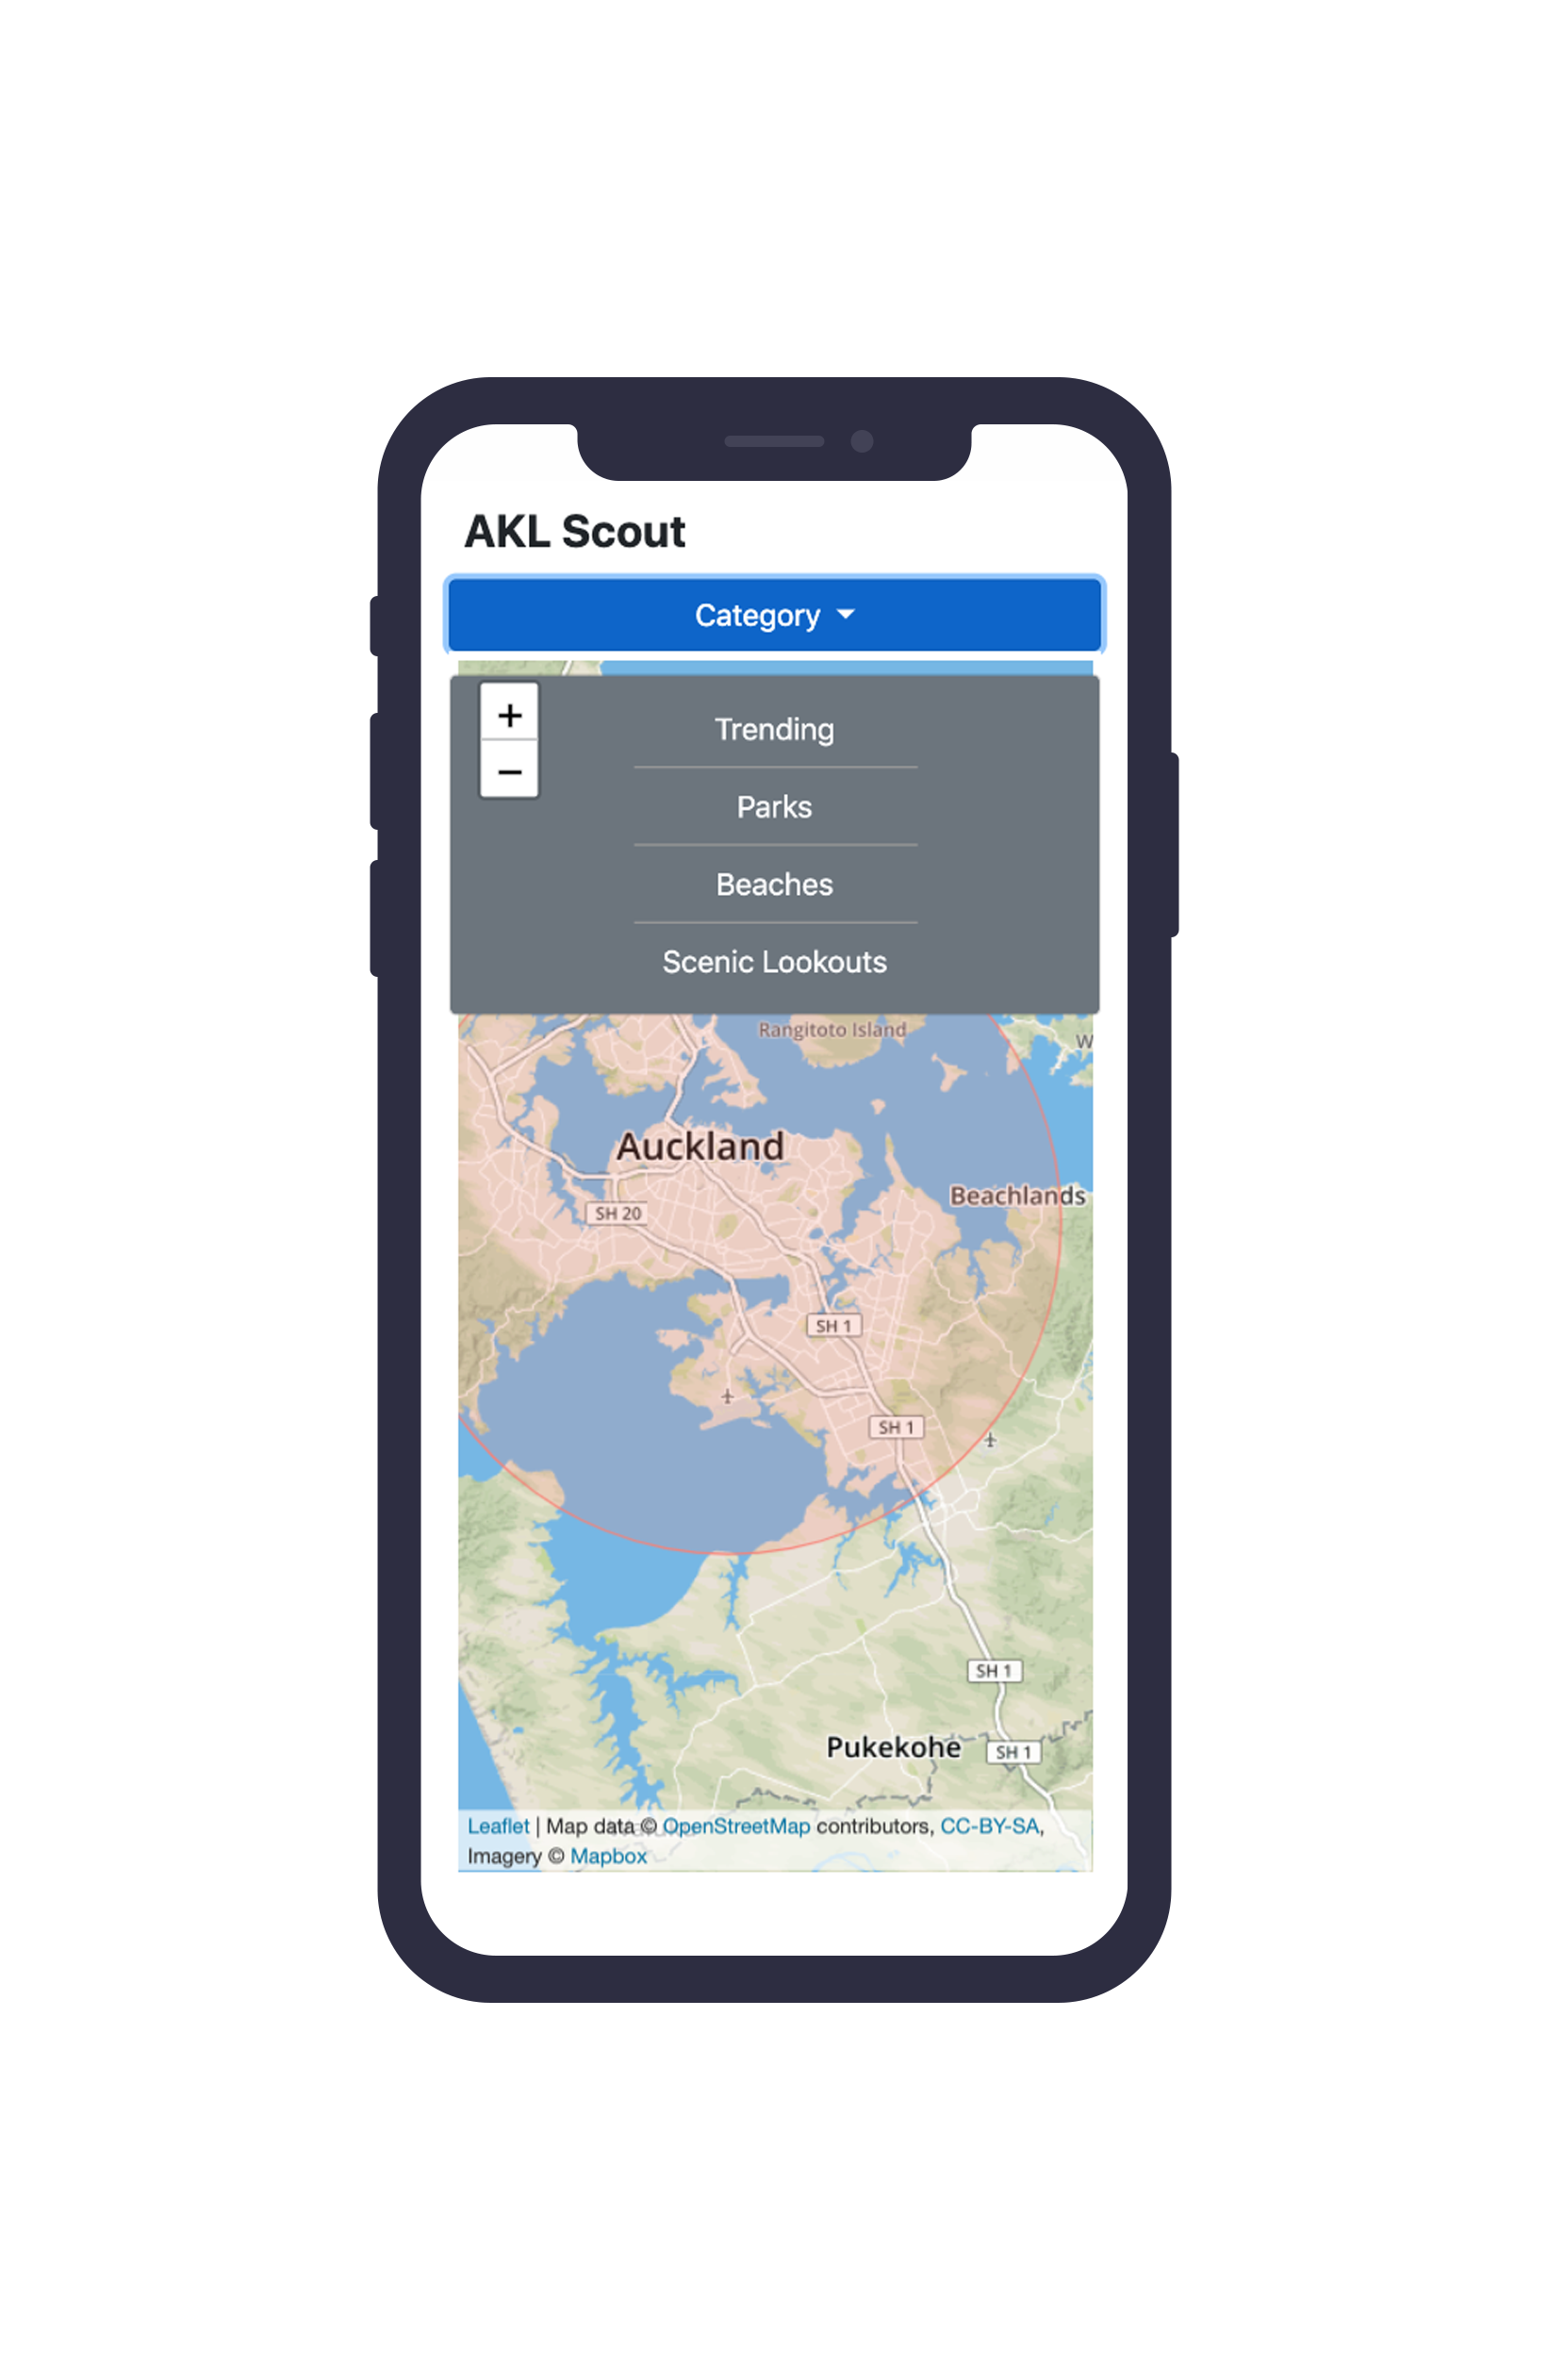 AKL Scout
Category
+
Trending
−
Parks
Beaches
Scenic Lookouts
Rangitoto Island
W
Auckland
Beachlands
SH 20
SH 1
SH 1
SH 1
Pukekohe
SH 1
Leaflet | Map data © OpenStreetMap contributors, CC-BY-SA,
Imagery © Mapbox